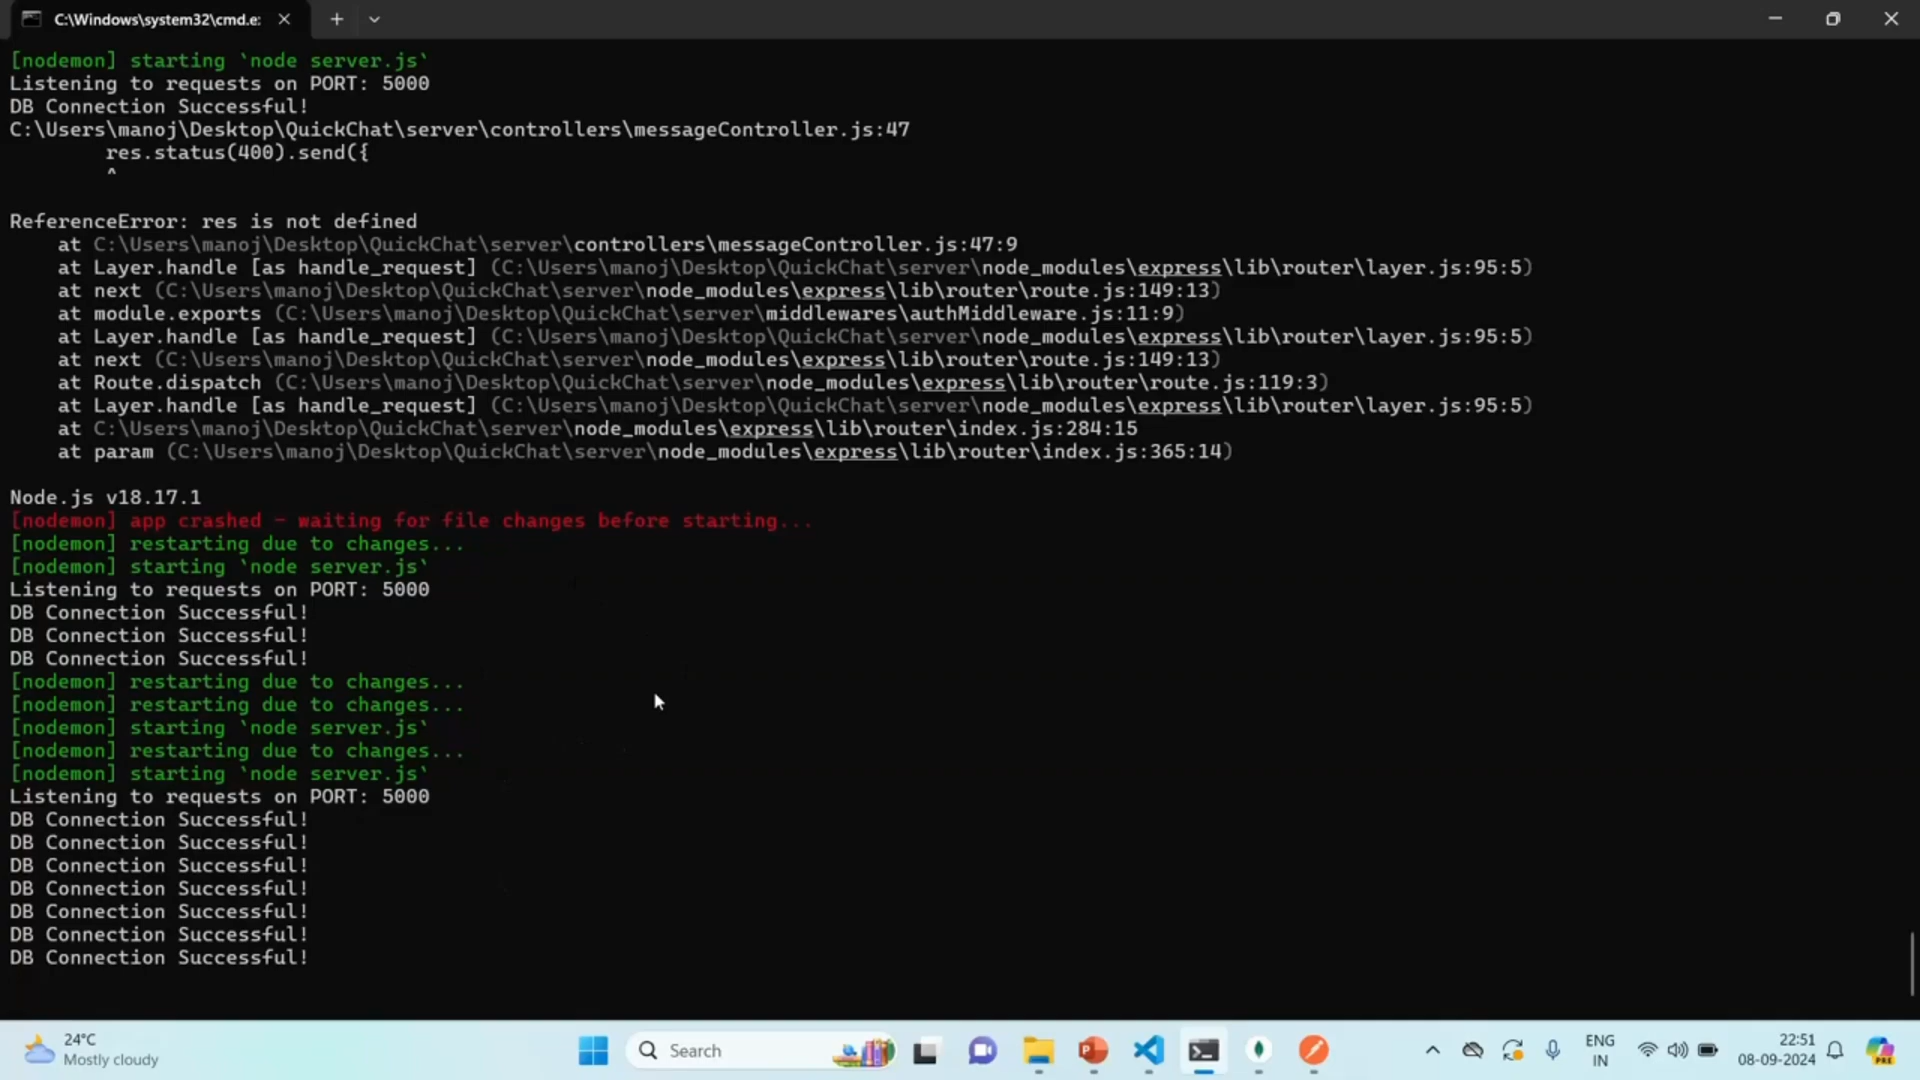 C:\Windows\system32\cmd.e:
[nodemon] starting `node server.js`
Listening to requests on PORT: 5000
DB Connection Successful!
C:\Users\manoj\Desktop\QuickChat\server\controllers\messageController.js:47
        res.status(400).send({
        ^
ReferenceError: res is not defined
    at C:\Users\manoj\Desktop\QuickChat\server\controllers\messageController.js:47:9
    at Layer.handle [as handle_request] (C:\Users\manoj\Desktop\QuickChat\server\node_modules\express\lib\router\layer.js:95:5)
    at next (C:\Users\manoj\Desktop\QuickChat\server\node_modules\express\lib\router\route.js:149:13)
    at module.exports (C:\Users\manoj\Desktop\QuickChat\server\middlewares\authMiddleware.js:11:9)
    at Layer.handle [as handle_request] (C:\Users\manoj\Desktop\QuickChat\server\node_modules\express\lib\router\layer.js:95:5)
    at next (C:\Users\manoj\Desktop\QuickChat\server\node_modules\express\lib\router\route.js:149:13)
    at Route.dispatch (C:\Users\manoj\Desktop\QuickChat\server\node_modules\express\lib\router\route.js:119:3)
    at Layer.handle [as handle_request] (C:\Users\manoj\Desktop\QuickChat\server\node_modules\express\lib\router\layer.js:95:5)
    at C:\Users\manoj\Desktop\QuickChat\server\node_modules\express\lib\router\index.js:284:15
    at param (C:\Users\manoj\Desktop\QuickChat\server\node_modules\express\lib\router\index.js:365:14)
Node.js v18.17.1
[nodemon] app crashed - waiting for file changes before starting...
[nodemon] restarting due to changes...
[nodemon] starting `node server.js`
Listening to requests on PORT: 5000
DB Connection Successful!
DB Connection Successful!
DB Connection Successful!
[nodemon] restarting due to changes...
[nodemon] restarting due to changes...
[nodemon] starting `node server.js`
[nodemon] restarting due to changes...
[nodemon] starting `node server.js`
Listening to requests on PORT: 5000
DB Connection Successful!
DB Connection Successful!
DB Connection Successful!
DB Connection Successful!
DB Connection Successful!
DB Connection Successful!
DB Connection Successful!
24°C
Mostly cloudy
Search
ENG
IN
22:51
08-09-2024
PRE